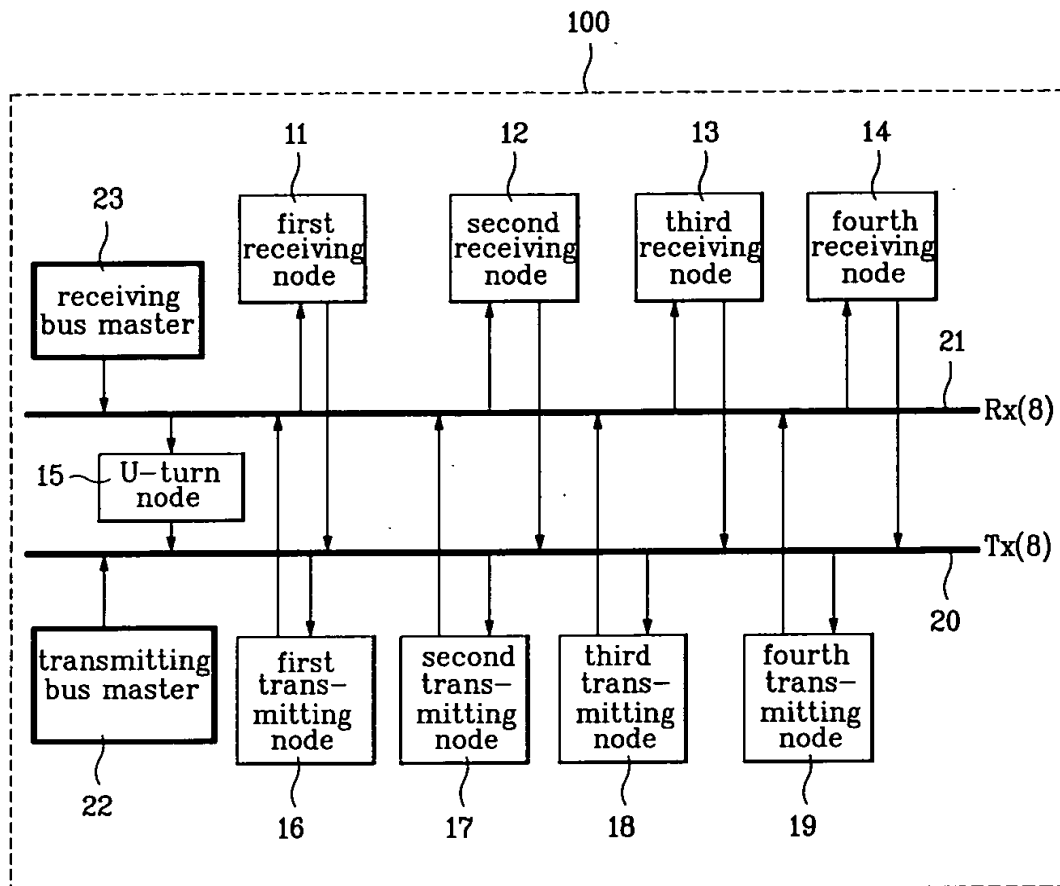 100
11
12
13
14
23
first
receiving
node
second
receiving
node
third
receiving
node
fourth
receiving
node
receiving
bus master
21
Rx(8)
15
U-turn
node
Tx(8)
20
transmitting
bus master
first
trans-
mitting
node
second
trans-
mitting
node
third
trans-
mitting
node
fourth
trans-
mitting
node
22
16
17
18
19